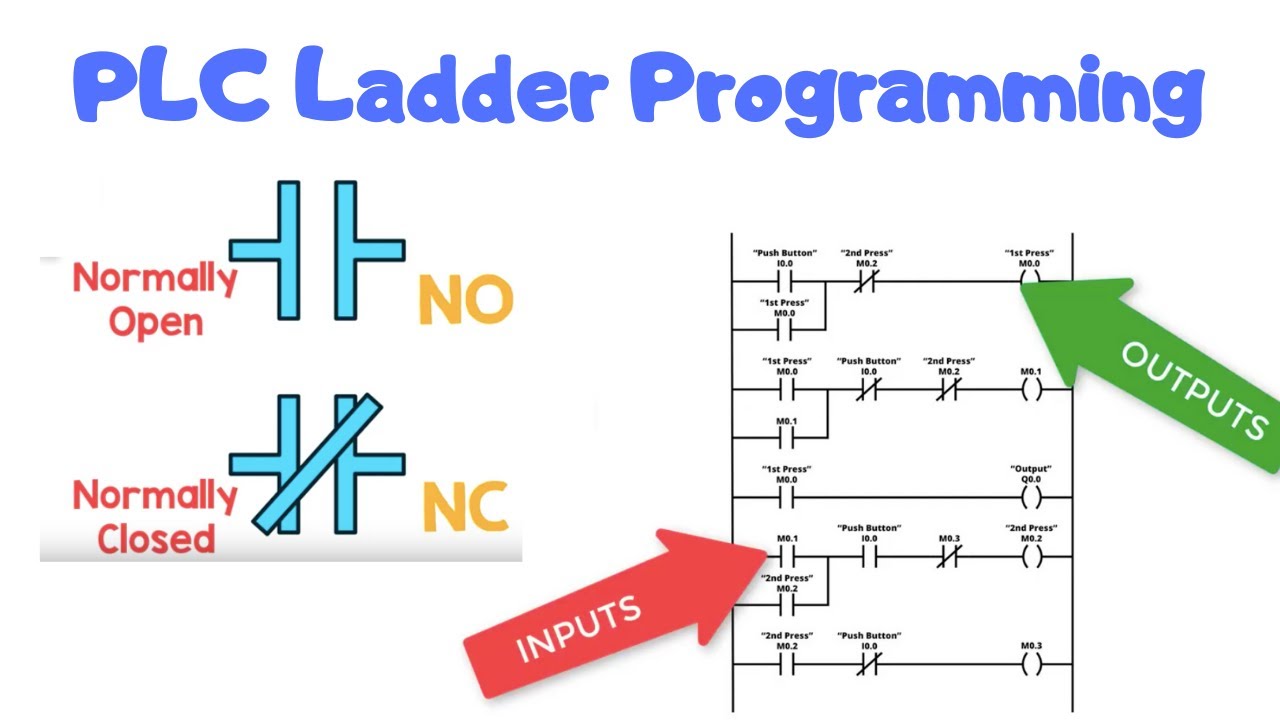 PLC Ladder Programming
Normally
Open
NO
Normally
Closed
NC
"Push Button"
I0.0
"2nd Press"
M0.2
"1st Press"
M0.0
"1st Press"
M0.0
"1st Press"
M0.0
"Push Button"
I0.0
"2nd Press"
M0.2
M0.1
M0.1
"1st Press"
M0.0
"Output"
Q0.0
M0.1
"Push Button"
I0.0
M0.3
"2nd Press"
M0.2
"2nd Press"
M0.2
"2nd Press"
M0.2
"Push Button"
I0.0
M0.3
OUTPUTS
INPUTS